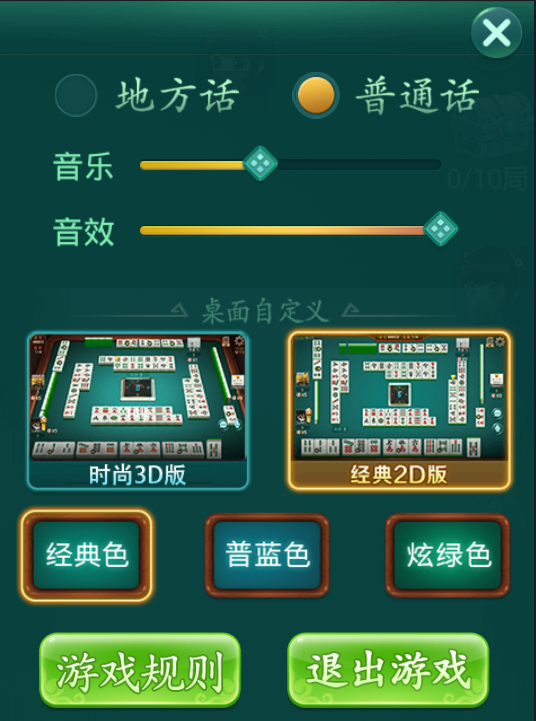 地方话 普通话
音乐
0/10局
音效
桌面自定义
时尚3D版 经典2D版
经典色 普蓝色 炫绿色
游戏规则 退出游戏